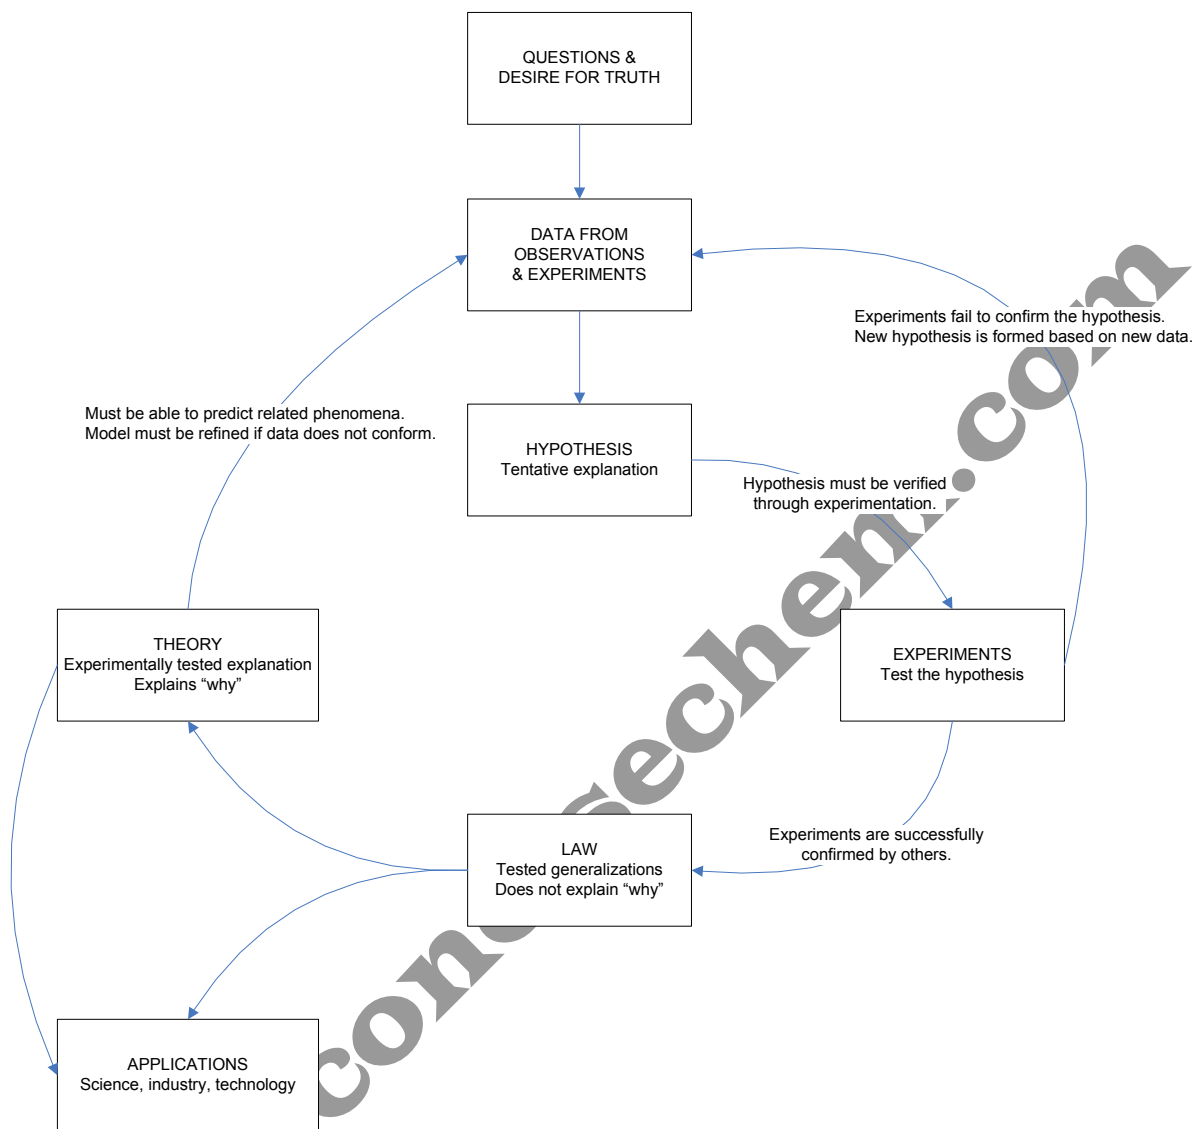 QUESTIONS &
DESIRE FOR TRUTH
DATA FROM
OBSERVATIONS
& EXPERIMENTS
Experiments fail to confirm the hypothesis.
New hypothesis is formed based on new data.
Must be able to predict related phenomena.
Model must be refined if data does not conform.
HYPOTHESIS
Tentative explanation
Hypothesis must be verified
through experimentation.
THEORY
Experimentally tested explanation
Explains “why”
EXPERIMENTS
Test the hypothesis
Experiments are successfully
confirmed by others.
LAW
Tested generalizations
Does not explain “why”
APPLICATIONS
Science, industry, technology
concisechem.com